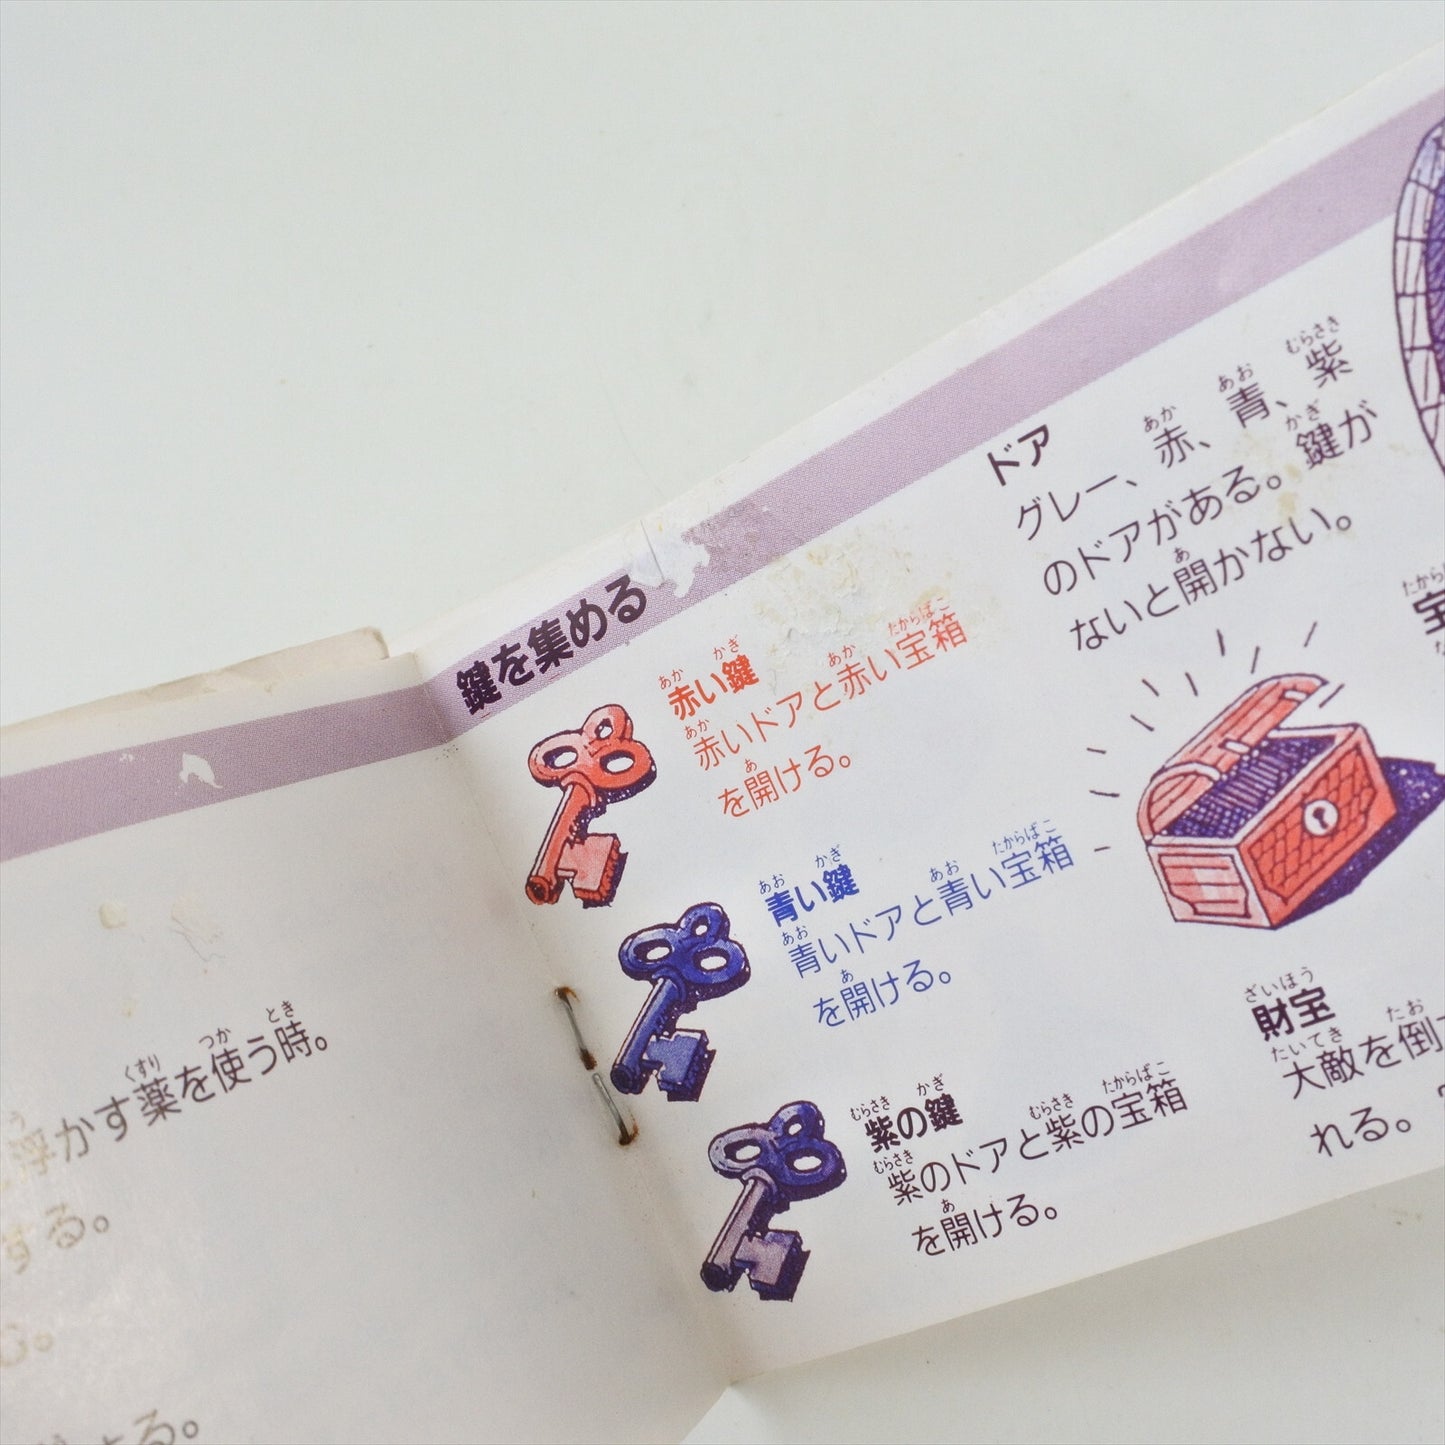 薬を使う時。
する。
鍵を集める
赤い鍵
赤いドアと赤い宝箱
を開ける。
青い鍵
青いドアと青い宝箱
を開ける。
紫の鍵
紫のドアと紫の宝箱
を開ける。
ドア
グレー、赤、青、紫
のドアがある。鍵が
ないと開かない。
財宝
大敵を倒
れる。